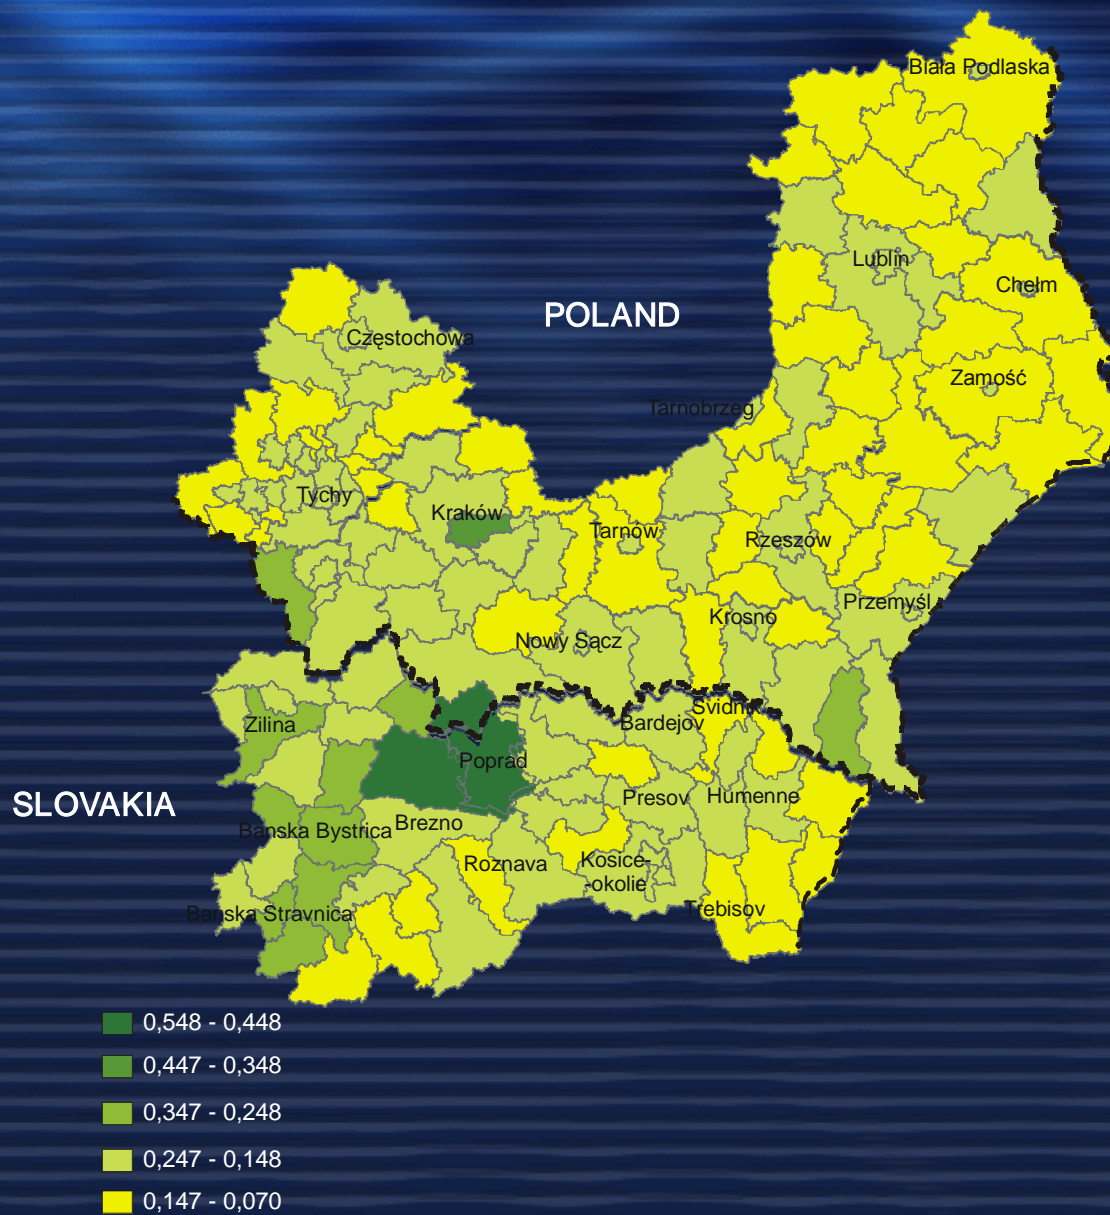 Biała Podlaska
Lublin
Chełm
POLAND
Częstochowa
Zamość
Tarnobrzeg
Tychy
Kraków
Tarnów
Rzeszów
Przemyśl
Krosno
Nowy Sącz
Svidnik
Bardejov
Zilina
Poprad
SLOVAKIA
Presov
Humenne
Banska Bystrica
Brezno
Roznava
Kosice-
-okolie
Trebisov
Banska Stravnica
0,548 - 0,448
0,447 - 0,348
0,347 - 0,248
0,247 - 0,148
0,147 - 0,070